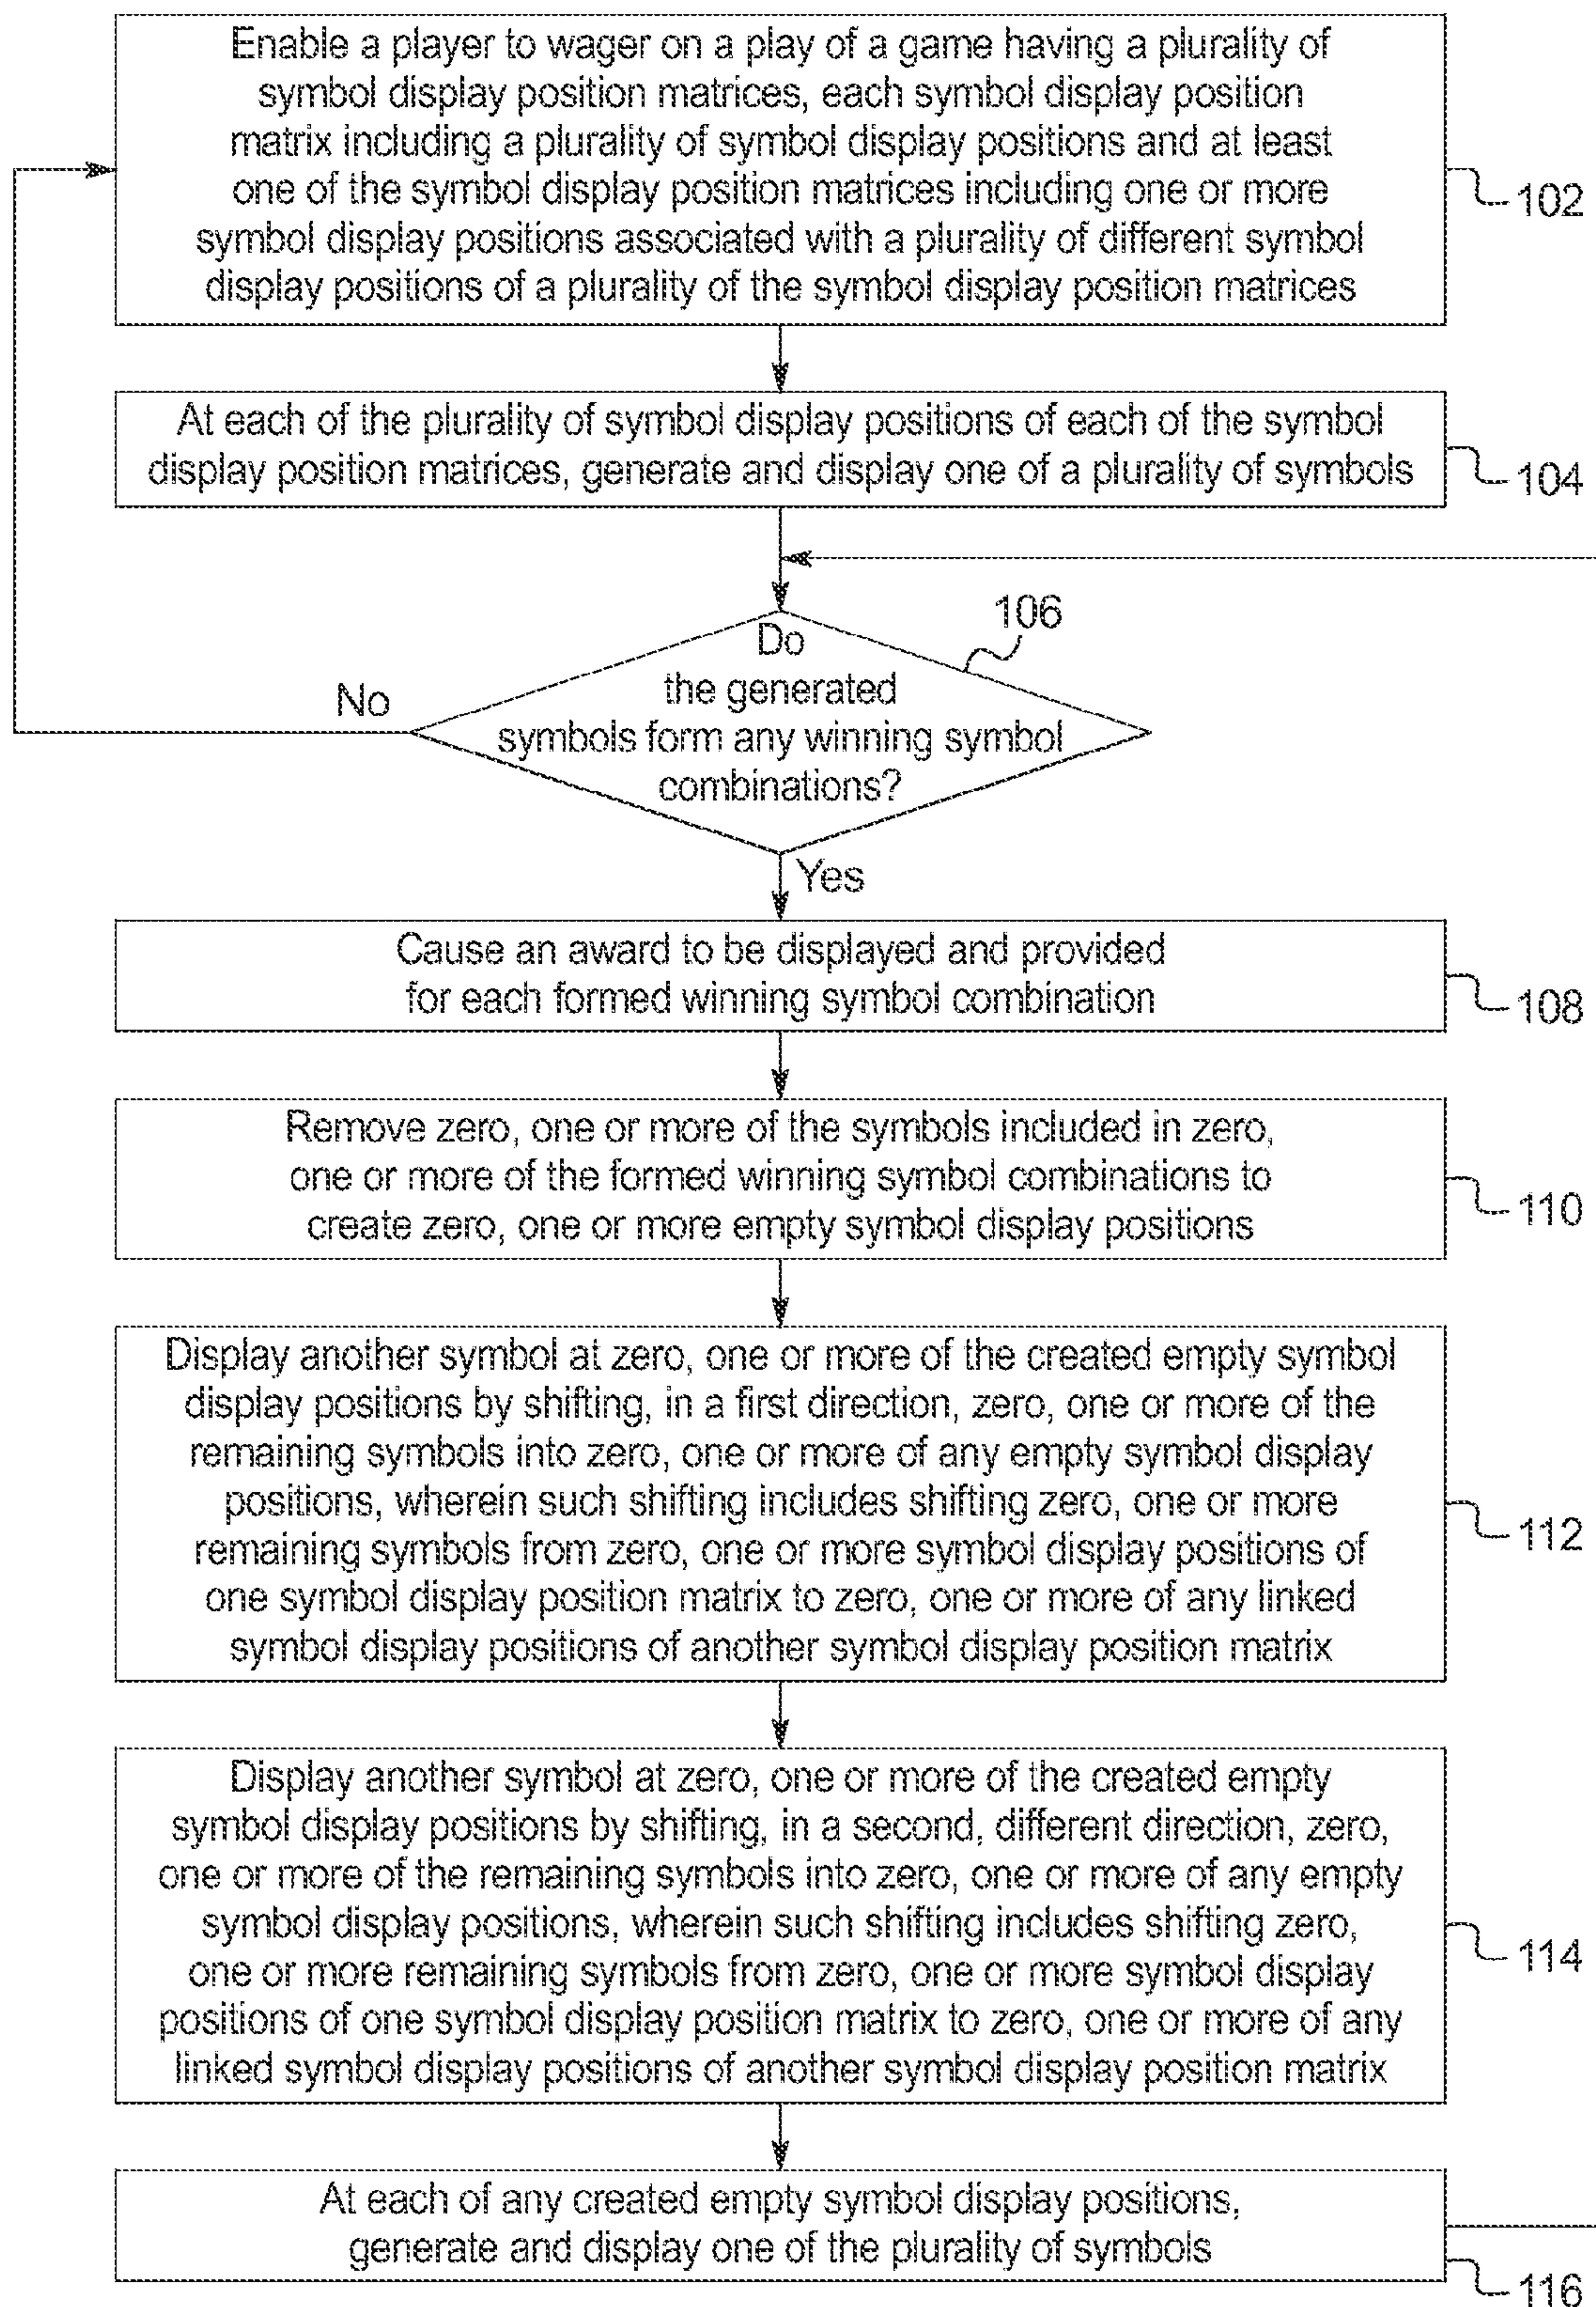 Enable a player to wager on a play of a game having a plurality of
symbol display position matrices, each symbol display position
matrix including a plurality of symbol display positions and at least
one of the symbol display position matrices including one or more
symbol display positions associated with a plurality of different symbol
display positions of a plurality of the symbol display position matrices
102
At each of the plurality of symbol display positions of each of the symbol
display position matrices, generate and display one of a plurality of symbols
104
106
Do
the generated
symbols form any winning symbol
combinations?
No
Yes
Cause an award to be displayed and provided
for each formed winning symbol combination
108
Remove zero, one or more of the symbols included in zero,
one or more of the formed winning symbol combinations to
create zero, one or more empty symbol display positions
110
Display another symbol at zero, one or more of the created empty symbol
display positions by shifting, in a first direction, zero, one or more of the
remaining symbols into zero, one or more of any empty symbol display
positions, wherein such shifting includes shifting zero, one or more
remaining symbols from zero, one or more symbol display positions of
one symbol display position matrix to zero, one or more of any linked
symbol display positions of another symbol display position matrix
112
Display another symbol at zero, one or more of the created empty
symbol display positions by shifting, in a second, different direction, zero,
one or more of the remaining symbols into zero, one or more of any empty
symbol display positions, wherein such shifting includes shifting zero,
one or more remaining symbols from zero, one or more symbol display
positions of one symbol display position matrix to zero, one or more of any
linked symbol display positions of another symbol display position matrix
114
At each of any created empty symbol display positions,
generate and display one of the plurality of symbols
116